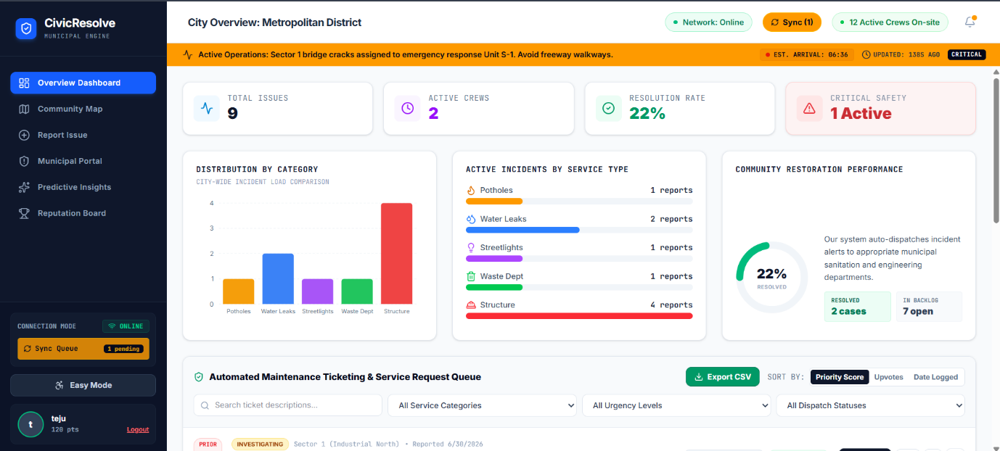 CivicResolve
MUNICIPAL ENGINE
Overview Dashboard
Community Map
Report Issue
Municipal Portal
Predictive Insights
Reputation Board
CONNECTION MODE
ONLINE
Sync Queue
1 pending
Easy Mode
t
teju
120 pts
Logout
City Overview: Metropolitan District
Network: Online
Sync (1)
12 Active Crews On-site
Active Operations: Sector 1 bridge cracks assigned to emergency response Unit S-1. Avoid freeway walkways.
EST. ARRIVAL: 06:36
UPDATED: 138S AGO
CRITICAL
TOTAL ISSUES
9
ACTIVE CREWS
2
RESOLUTION RATE
22%
CRITICAL SAFETY
1 Active
DISTRIBUTION BY CATEGORY
CITY-WIDE INCIDENT LOAD COMPARISON
4
3
2
1
0
Potholes Water Leaks Streetlights Waste Dept Structure
ACTIVE INCIDENTS BY SERVICE TYPE
Potholes 1 reports
Water Leaks 2 reports
Streetlights 1 reports
Waste Dept 1 reports
Structure 4 reports
COMMUNITY RESTORATION PERFORMANCE
22%
RESOLVED
Our system auto-dispatches incident
alerts to appropriate municipal
sanitation and engineering
departments.
RESOLVED
2 cases
IN BACKLOG
7 open
Automated Maintenance Ticketing & Service Request Queue
Export CSV
SORT BY:
Priority Score
Upvotes
Date Logged
Search ticket descriptions...
All Service Categories
All Urgency Levels
All Dispatch Statuses
PRIOR
INVESTIGATING
Sector 1 (Industrial North) • Reported 6/30/2026